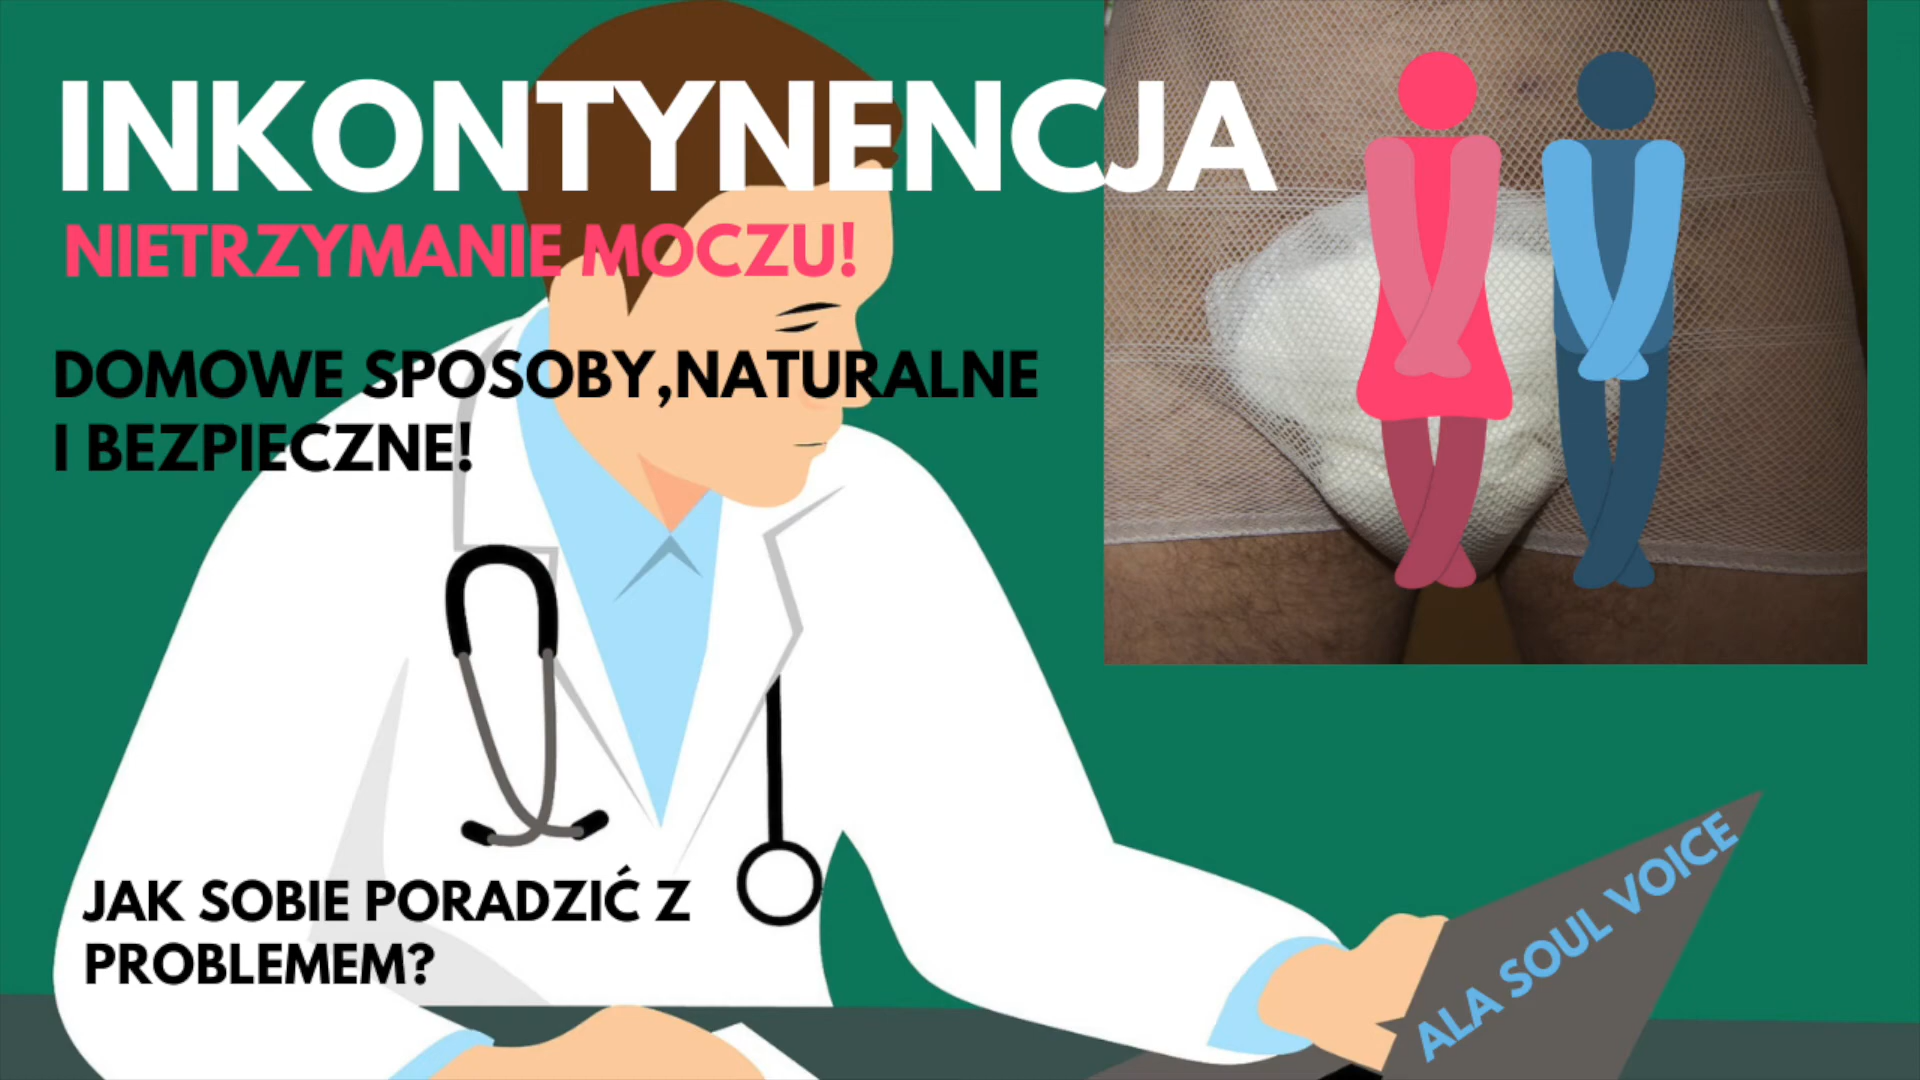 INKONTYNENCJA
NIETRZYMANIE MOCZU!
DOMOWE SPOSOBY,NATURALNE
I BEZPIECZNE!
JAK SOBIE PORADZIĆ Z
PROBLEMEM?
ALA SOUL VOICE